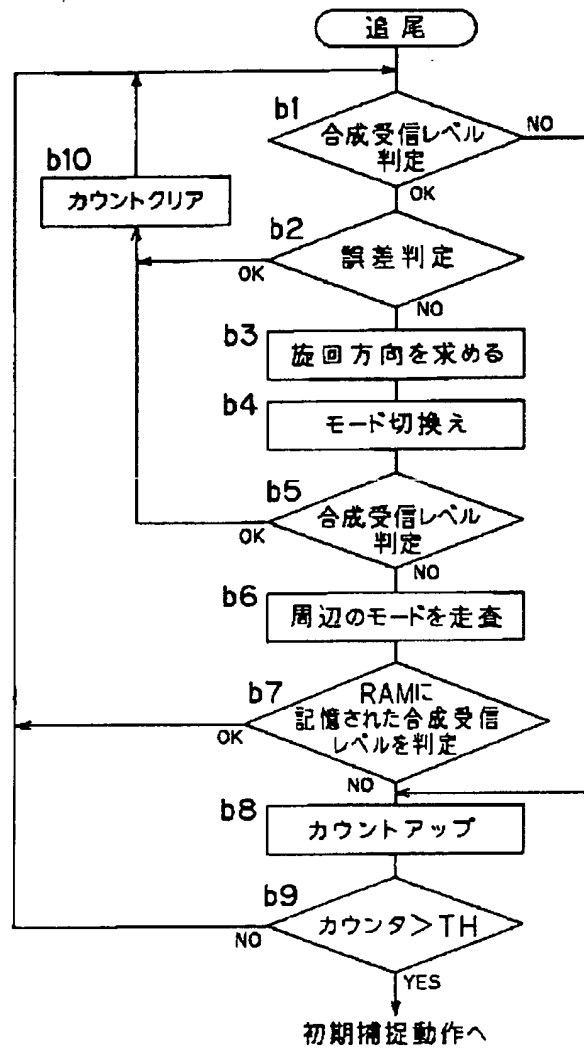 追尾
b1
合成受信レベル
判定
NO
OK
b10
カウントクリア
b2
誤差判定
OK
NO
b3
旋回方向を求める
b4
モード切換え
b5
合成受信レベル
判定
OK
NO
b6
周辺のモードを走査
b7
RAMに
記憶された合成受信
レベルを判定
OK
NO
b8
カウントアップ
b9
カウンタ>TH
NO
YES
初期捕捉動作へ